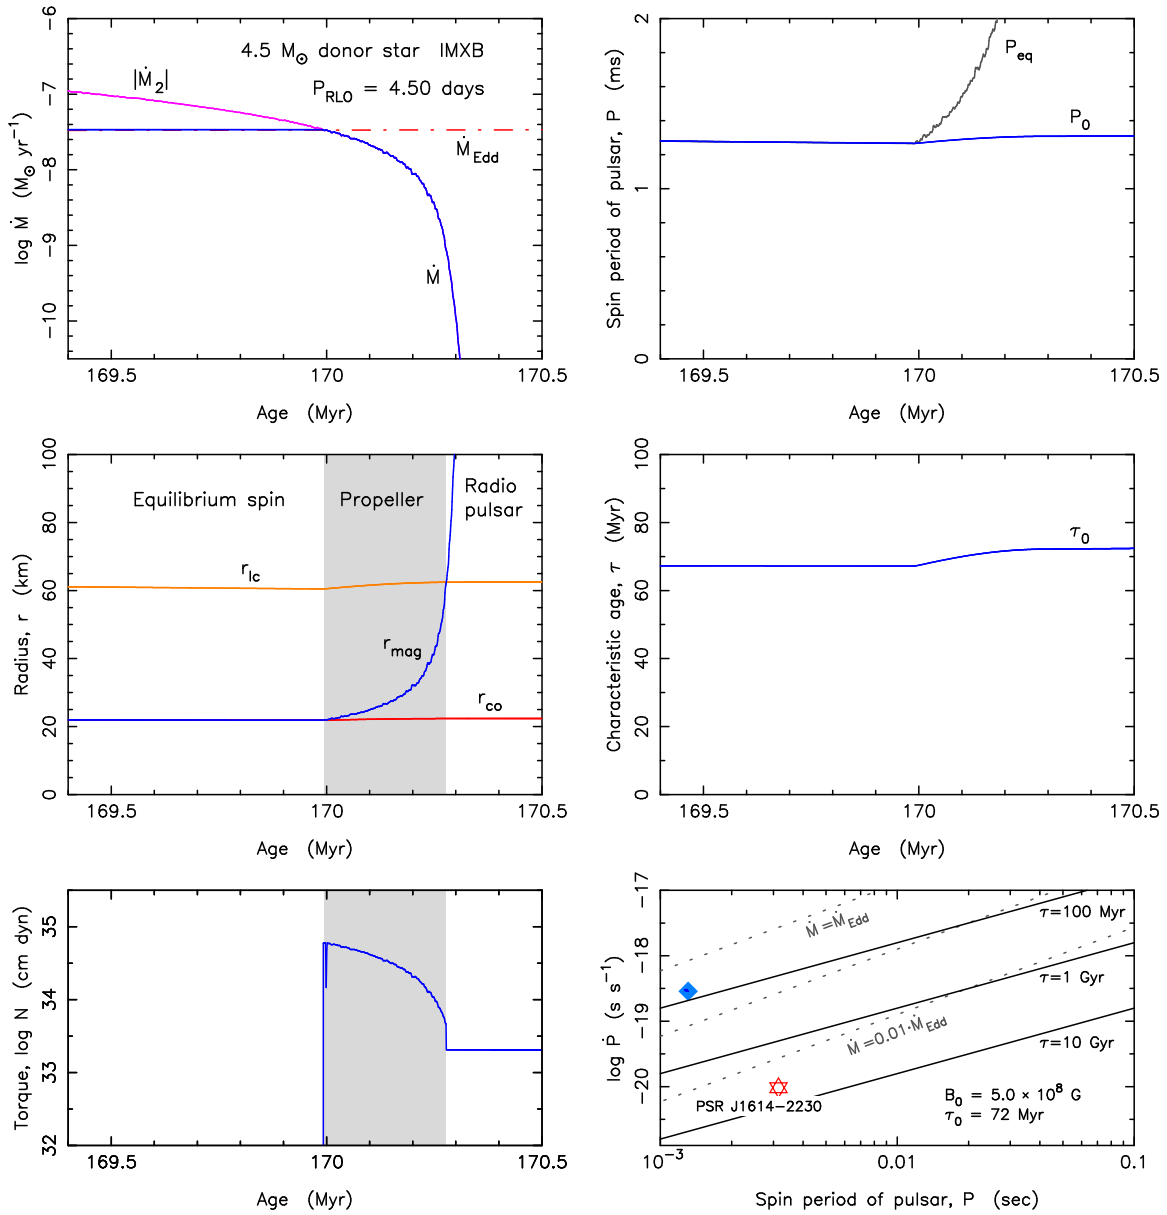 4.5 M⊙ donor star IMXB
P_RLO = 4.50 days
|Ṁ₂|
Ṁ_Edd
Ṁ
log Ṁ (M⊙ yr⁻¹)
−6
−7
−8
−9
−10
169.5
170
170.5
Age (Myr)
P_eq
P₀
Spin period of pulsar, P (ms)
2
1
0
169.5
170
170.5
Age (Myr)
Equilibrium spin
Propeller
Radio
pulsar
r_lc
r_mag
r_co
Radius, r (km)
100
80
60
40
20
0
169.5
170
170.5
Age (Myr)
τ₀
Characteristic age, τ (Myr)
100
80
60
40
20
0
169.5
170
170.5
Age (Myr)
Torque, log N (cm dyn)
35
34
33
32
169.5
170
170.5
Age (Myr)
Ṁ=Ṁ_Edd
τ=100 Myr
τ=1 Gyr
Ṁ=0.01·Ṁ_Edd
τ=10 Gyr
PSR J1614−2230
B₀ = 5.0 × 10⁸ G
τ₀ = 72 Myr
log Ṗ (s s⁻¹)
−17
−18
−19
−20
10⁻³
0.01
0.1
Spin period of pulsar, P (sec)